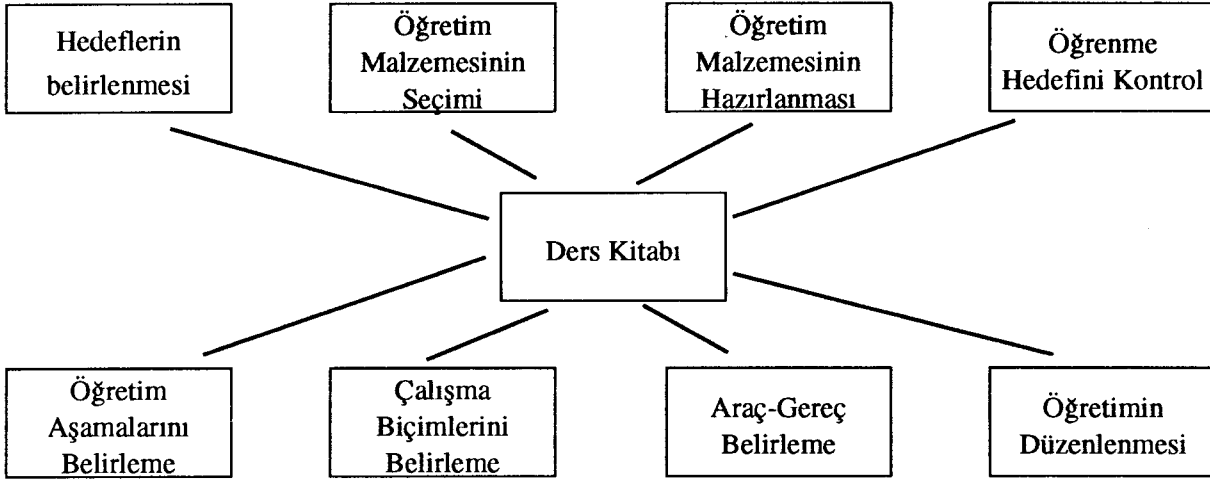 Hedeflerin
belirlenmesi
Öğretim
Malzemesinin
Seçimi
Öğretim
Malzemesinin
Hazırlanması
Öğrenme
Hedefini Kontrol
Ders Kitabı
Öğretim
Aşamalarını
Belirleme
Çalışma
Biçimlerini
Belirleme
Araç-Gereç
Belirleme
Öğretimin
Düzenlenmesi